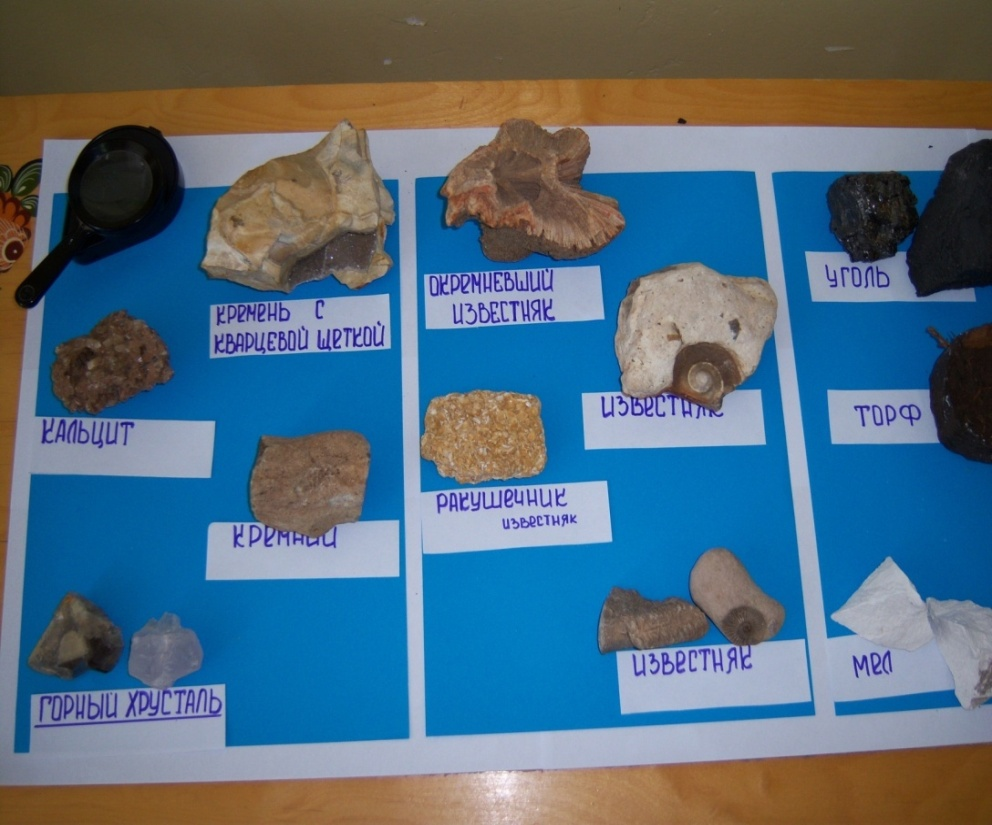 КРЕМЕНЬ С
КВАРЦЕВОЙ ЩЕТКОЙ
КАЛЬЦИТ
КРЕМНИЙ
ГОРНЫЙ ХРУСТАЛЬ
ОКРЕМНЕВШИЙ
ИЗВЕСТНЯК
ИЗВЕСТНЯК
РАКУШЕЧНИК
ИЗВЕСТНЯК
ИЗВЕСТНЯК
УГОЛЬ
ТОРФ
МЕЛ